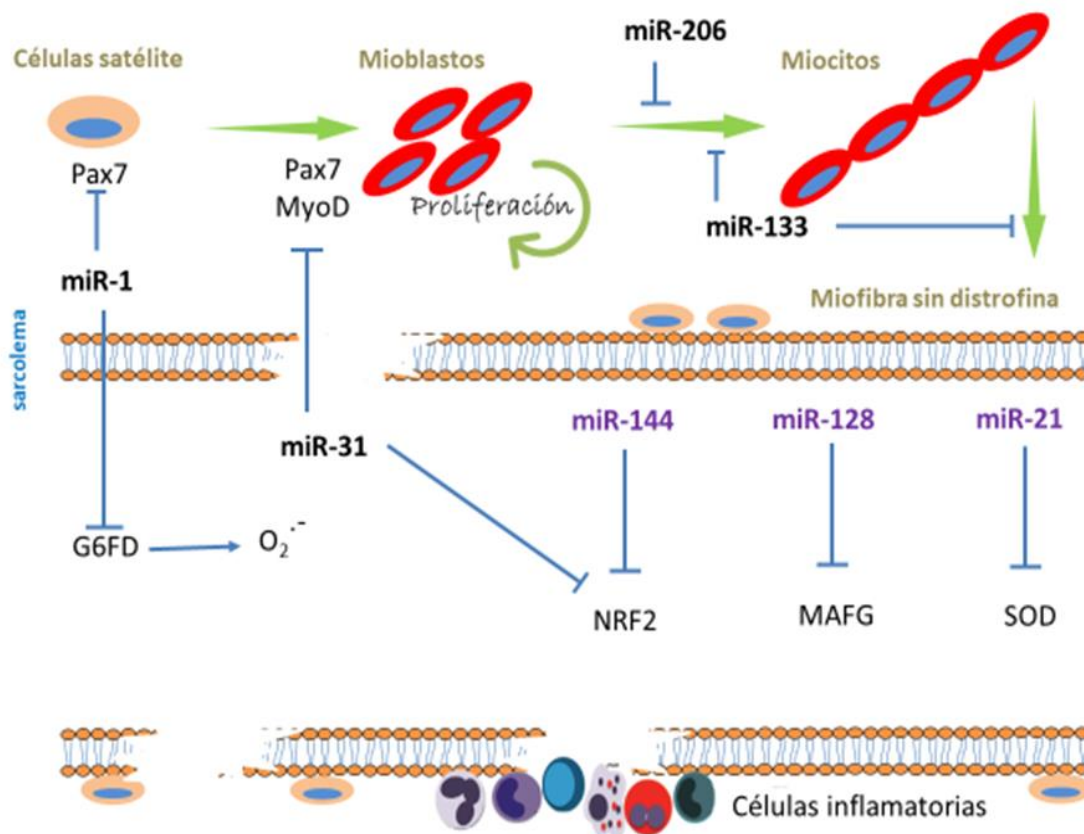 miR-206
Células satélite
Mioblastos
Miocitos
Pax7
Pax7
MyoD
Proliferación
miR-133
miR-1
Miofibra sin distrofina
sarcolema
miR-144
miR-128
miR-21
miR-31
G6FD
O₂·⁻
NRF2
MAFG
SOD
Células inflamatorias